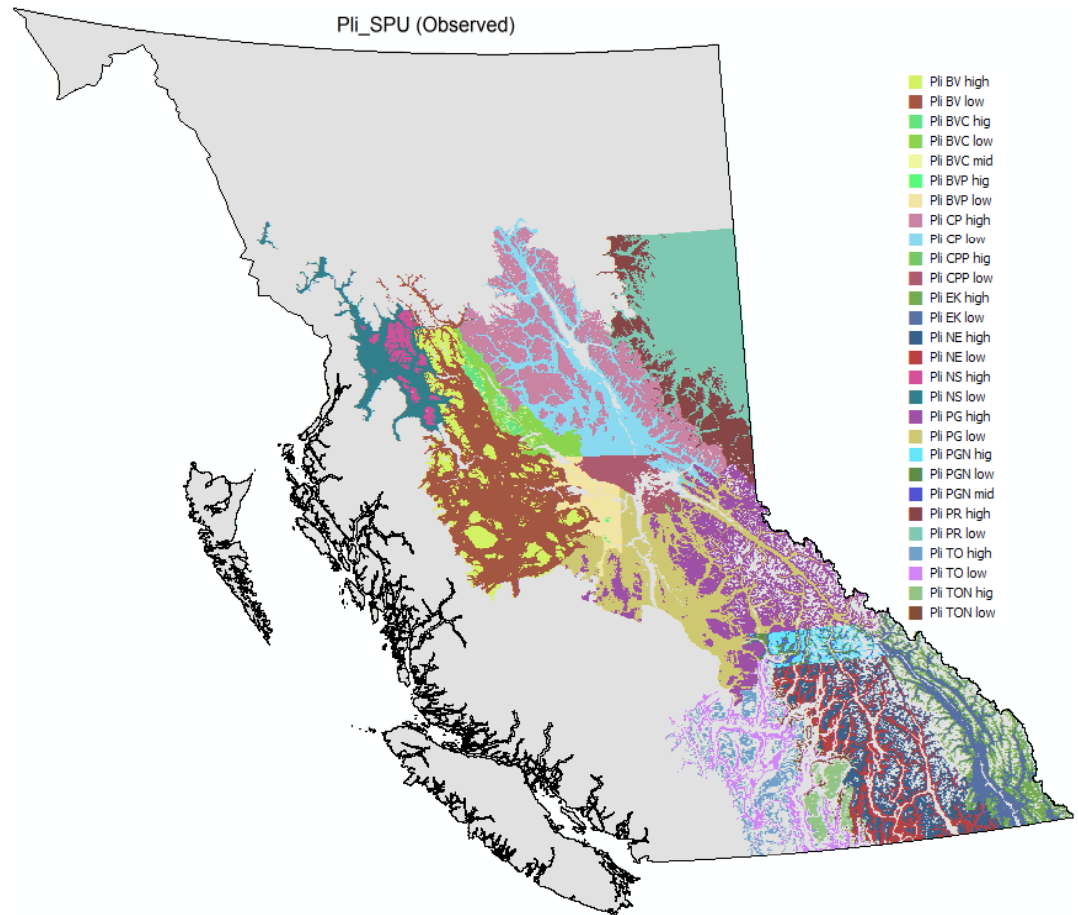 Pli_SPU (Observed)
Pli BV high
Pli BV low
Pli BVC hig
Pli BVC low
Pli BVC mid
Pli BVP hig
Pli BVP low
Pli CP high
Pli CP low
Pli CPP hig
Pli CPP low
Pli EK high
Pli EK low
Pli NE high
Pli NE low
Pli NS high
Pli NS low
Pli PG high
Pli PG low
Pli PGN hig
Pli PGN low
Pli PGN mid
Pli PR high
Pli PR low
Pli TO high
Pli TO low
Pli TON hig
Pli TON low